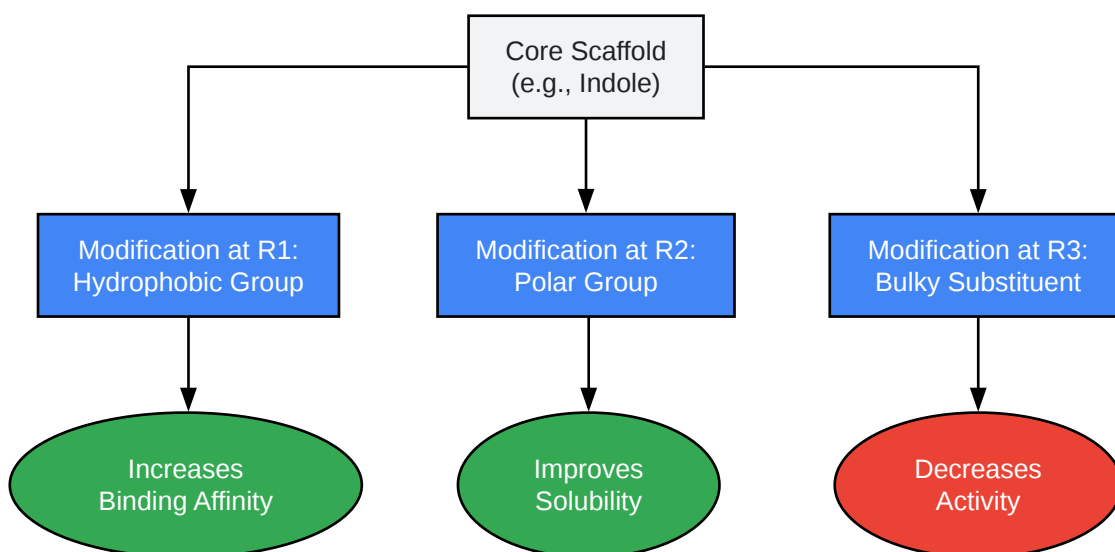 Core Scaffold
(e.g., Indole)
Modification at R1:
Hydrophobic Group
Modification at R2:
Polar Group
Modification at R3:
Bulky Substituent
Increases
Binding Affinity
Improves
Solubility
Decreases
Activity